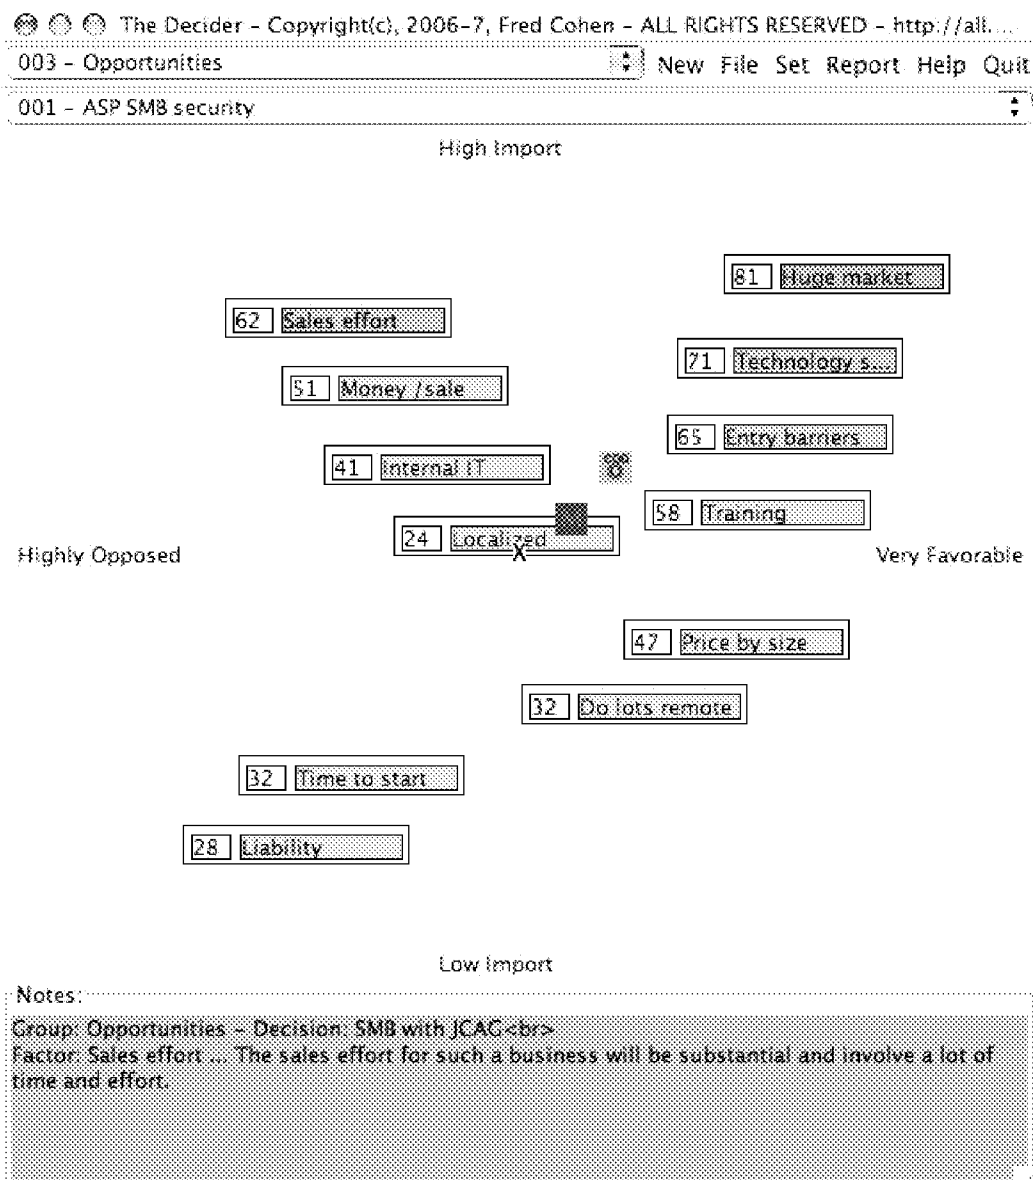 The Decider – Copyright(c), 2006–7, Fred Cohen – ALL RIGHTS RESERVED – http://all....
003 – Opportunities
New File Set Report Help Quit
001 – ASP SMB security
High Import
81 Huge market
62 Sales effort
71 Technology s...
51 Money /sale
65 Entry barriers
41 Internal IT
58 Training
24 Localized
X
Highly Opposed
Very Favorable
47 Price by size
32 Do lots remote
32 Time to start
28 Liability
Low Import
Notes:
Group: Opportunities – Decision: SMB with JCAG<br>
Factor: Sales effort ... The sales effort for such a business will be substantial and involve a lot of
time and effort.